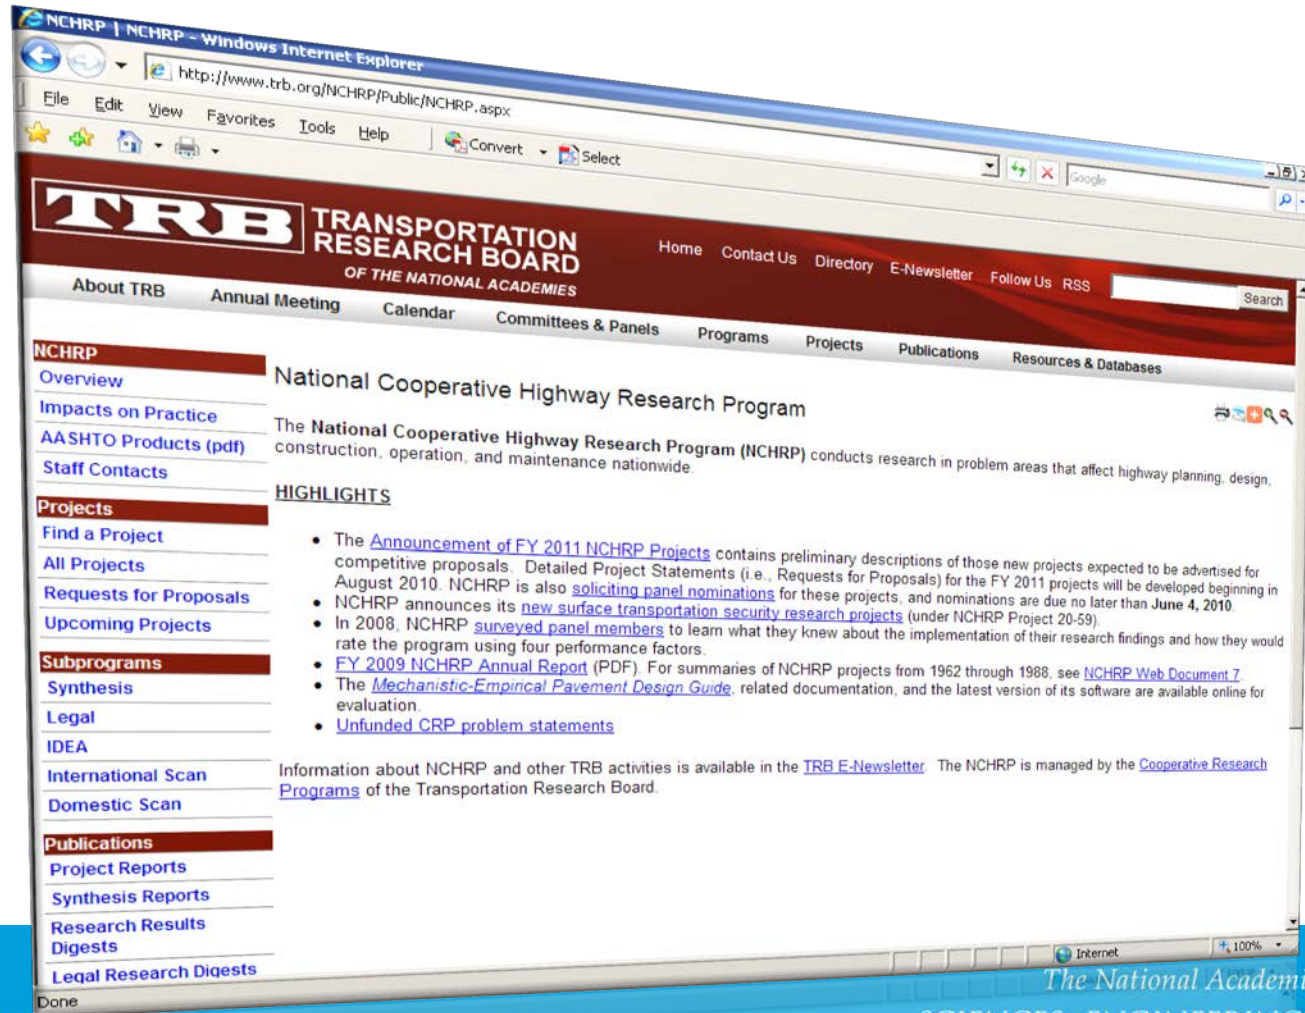 NCHRP | NCHRP - Windows Internet Explorer
http://www.trb.org/NCHRP/Public/NCHRP.aspx
Google
File Edit View Favorites Tools Help Convert Select
TRB TRANSPORTATION
RESEARCH BOARD
OF THE NATIONAL ACADEMIES
Home Contact Us Directory E-Newsletter Follow Us RSS Search
About TRB Annual Meeting Calendar Committees & Panels Programs Projects Publications Resources & Databases
NCHRP
Overview
Impacts on Practice
AASHTO Products (pdf)
Staff Contacts
Projects
Find a Project
All Projects
Requests for Proposals
Upcoming Projects
Subprograms
Synthesis
Legal
IDEA
International Scan
Domestic Scan
Publications
Project Reports
Synthesis Reports
Research Results
Digests
Legal Research Digests
National Cooperative Highway Research Program
The National Cooperative Highway Research Program (NCHRP) conducts research in problem areas that affect highway planning, design,
construction, operation, and maintenance nationwide.
HIGHLIGHTS
• The Announcement of FY 2011 NCHRP Projects contains preliminary descriptions of those new projects expected to be advertised for
competitive proposals. Detailed Project Statements (i.e., Requests for Proposals) for the FY 2011 projects will be developed beginning in
August 2010. NCHRP is also soliciting panel nominations for these projects, and nominations are due no later than June 4, 2010.
• NCHRP announces its new surface transportation security research projects (under NCHRP Project 20-59).
• In 2008, NCHRP surveyed panel members to learn what they knew about the implementation of their research findings and how they would
rate the program using four performance factors.
• FY 2009 NCHRP Annual Report (PDF). For summaries of NCHRP projects from 1962 through 1988, see NCHRP Web Document 7.
• The Mechanistic-Empirical Pavement Design Guide, related documentation, and the latest version of its software are available online for
evaluation.
• Unfunded CRP problem statements
Information about NCHRP and other TRB activities is available in the TRB E-Newsletter. The NCHRP is managed by the Cooperative Research
Programs of the Transportation Research Board.
Done
Internet
100%
The National Academi